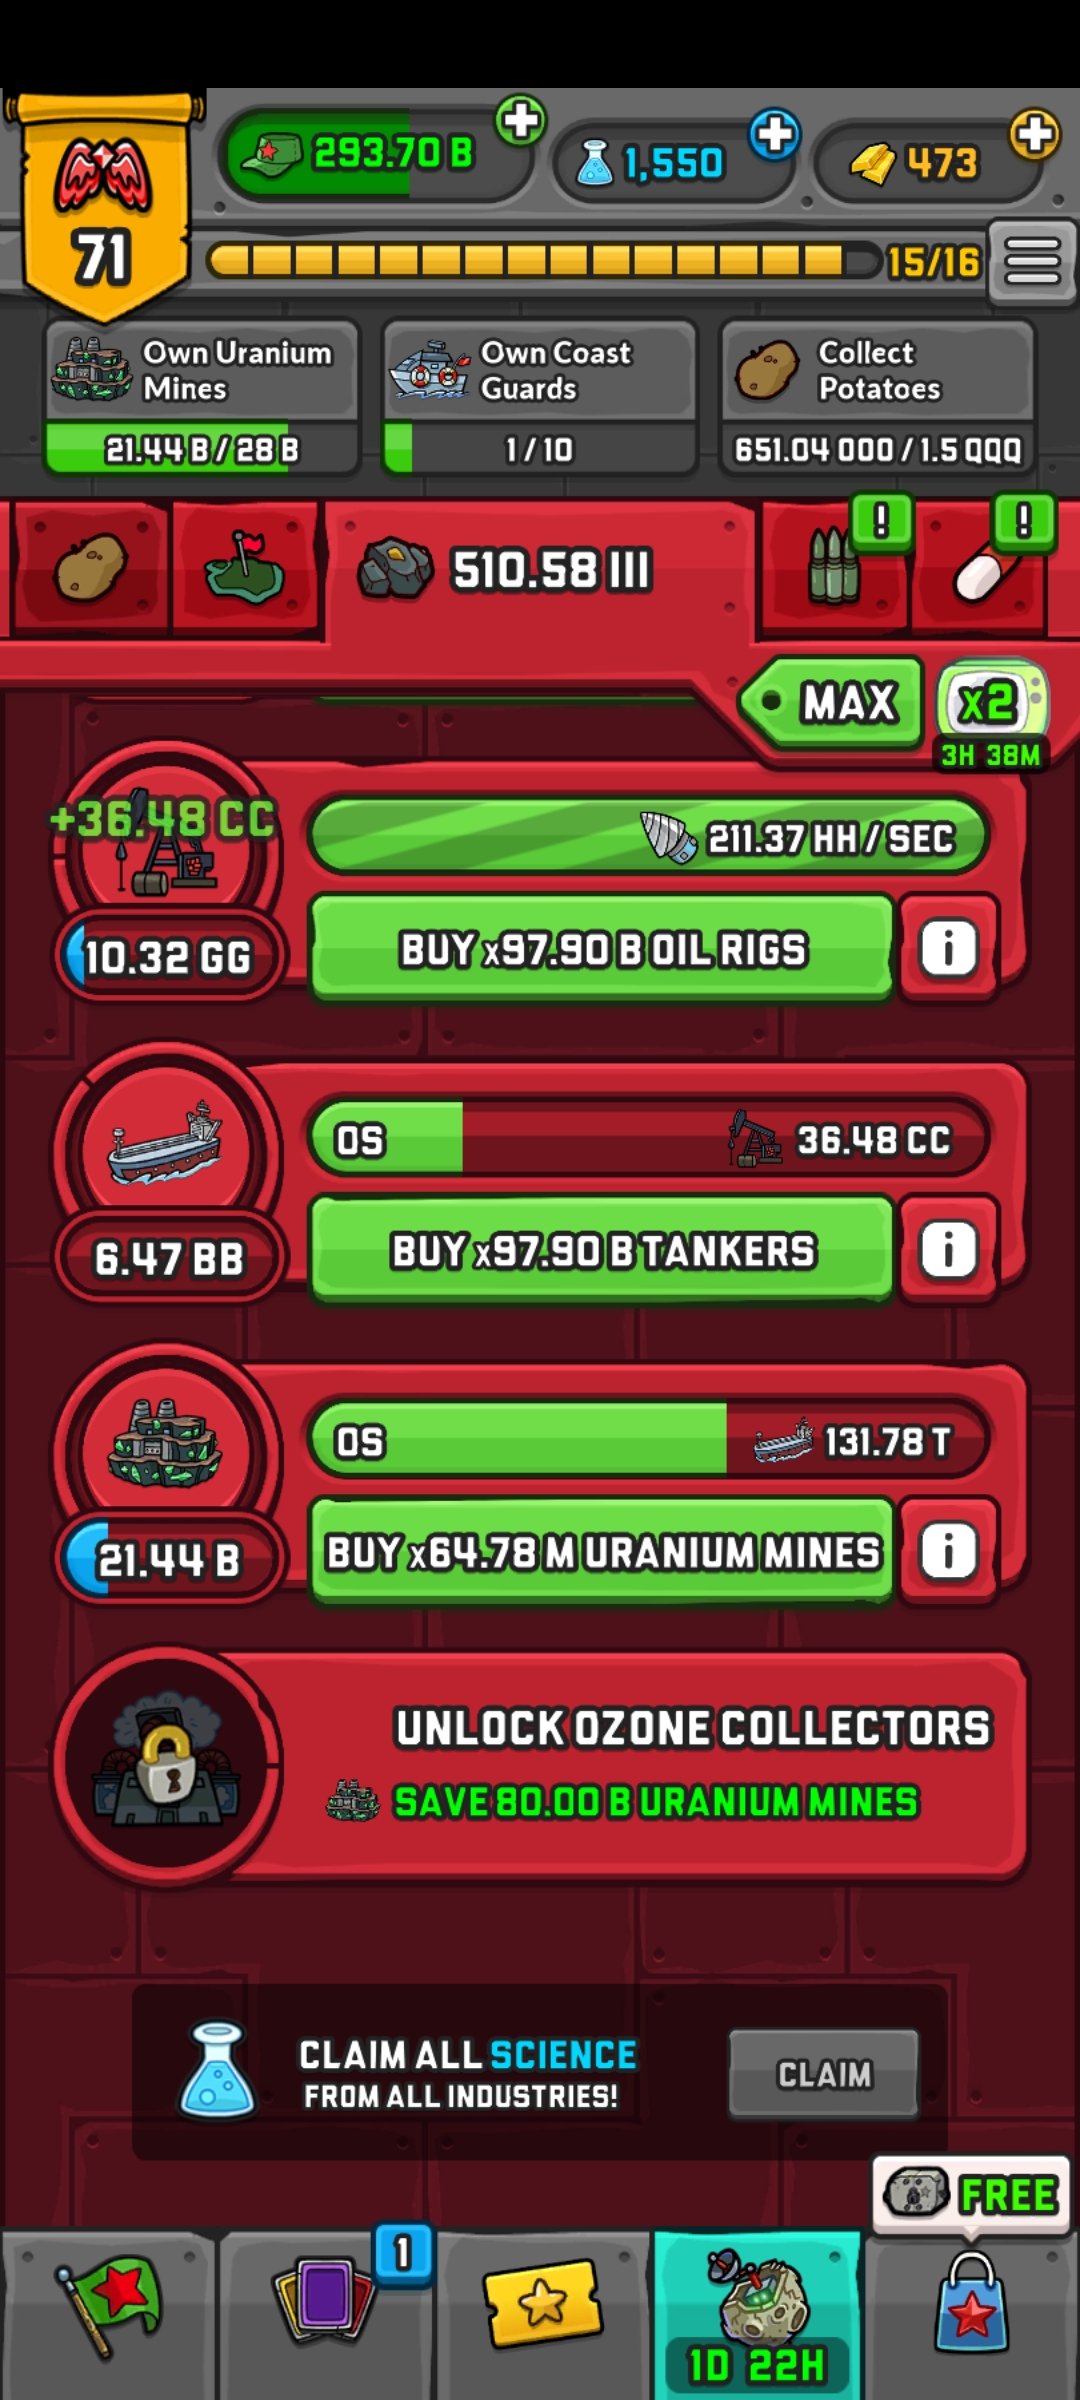 71
293.70 B
1,550
473
15/16
Own Uranium
Mines
21.44 B / 28 B
Own Coast
Guards
1 / 10
Collect
Potatoes
651.04 OOO / 1.5 QQQ
510.58 III
!
!
MAX
x2
3H 38M
+36.48 CC
211.37 HH / SEC
10.32 GG
BUY x97.90 B OIL RIGS
i
0S
36.48 CC
6.47 BB
BUY x97.90 B TANKERS
i
0S
131.78 T
21.44 B
BUY x64.78 M URANIUM MINES
i
UNLOCK OZONE COLLECTORS
SAVE 80.00 B URANIUM MINES
CLAIM ALL SCIENCE
FROM ALL INDUSTRIES!
CLAIM
FREE
1
1D 22H